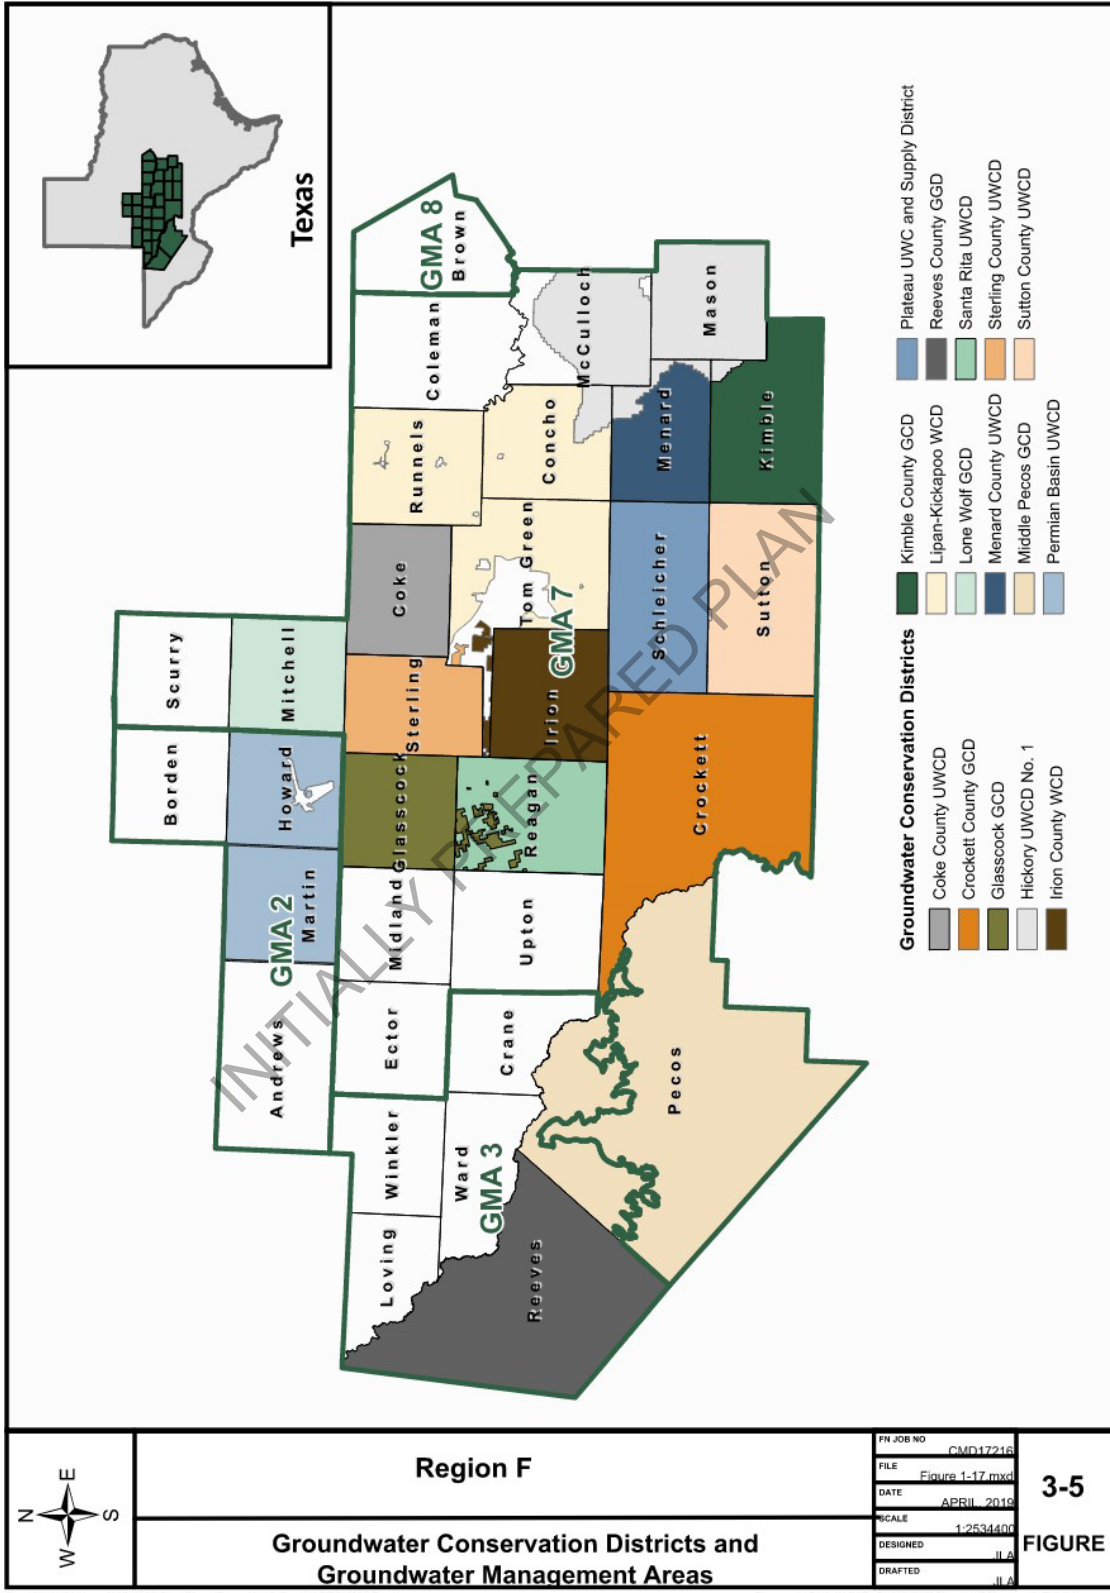 Texas
Scurry
Borden
Mitchell
Howard
Martin
GMA 2
Andrews
Brown
GMA 8
Coleman
Runnels
Coke
Sterling
Glasscock
Midland
Ector
Winkler
Loving
McCulloch
Concho
Tom Green
Irion
GMA 7
Reagan
Upton
Crane
Ward
GMA 3
Reeves
Mason
Menard
Kimble
Schleicher
Sutton
Crockett
Pecos
INITIALLY PREPARED PLAN
Groundwater Conservation Districts
Coke County UWCD
Crockett County GCD
Glasscock GCD
Hickory UWCD No. 1
Irion County WCD
Kimble County GCD
Lipan-Kickapoo WCD
Lone Wolf GCD
Menard County UWCD
Middle Pecos GCD
Permian Basin UWCD
Plateau UWC and Supply District
Reeves County GGD
Santa Rita UWCD
Sterling County UWCD
Sutton County UWCD
N
E
S
W
Region F
Groundwater Conservation Districts and
Groundwater Management Areas
FN JOB NO
CMD17216
FILE
Figure 1-17.mxd
DATE
APRIL, 2019
SCALE
1:2534400
DESIGNED
JLA
DRAFTED
JLA
3-5
FIGURE